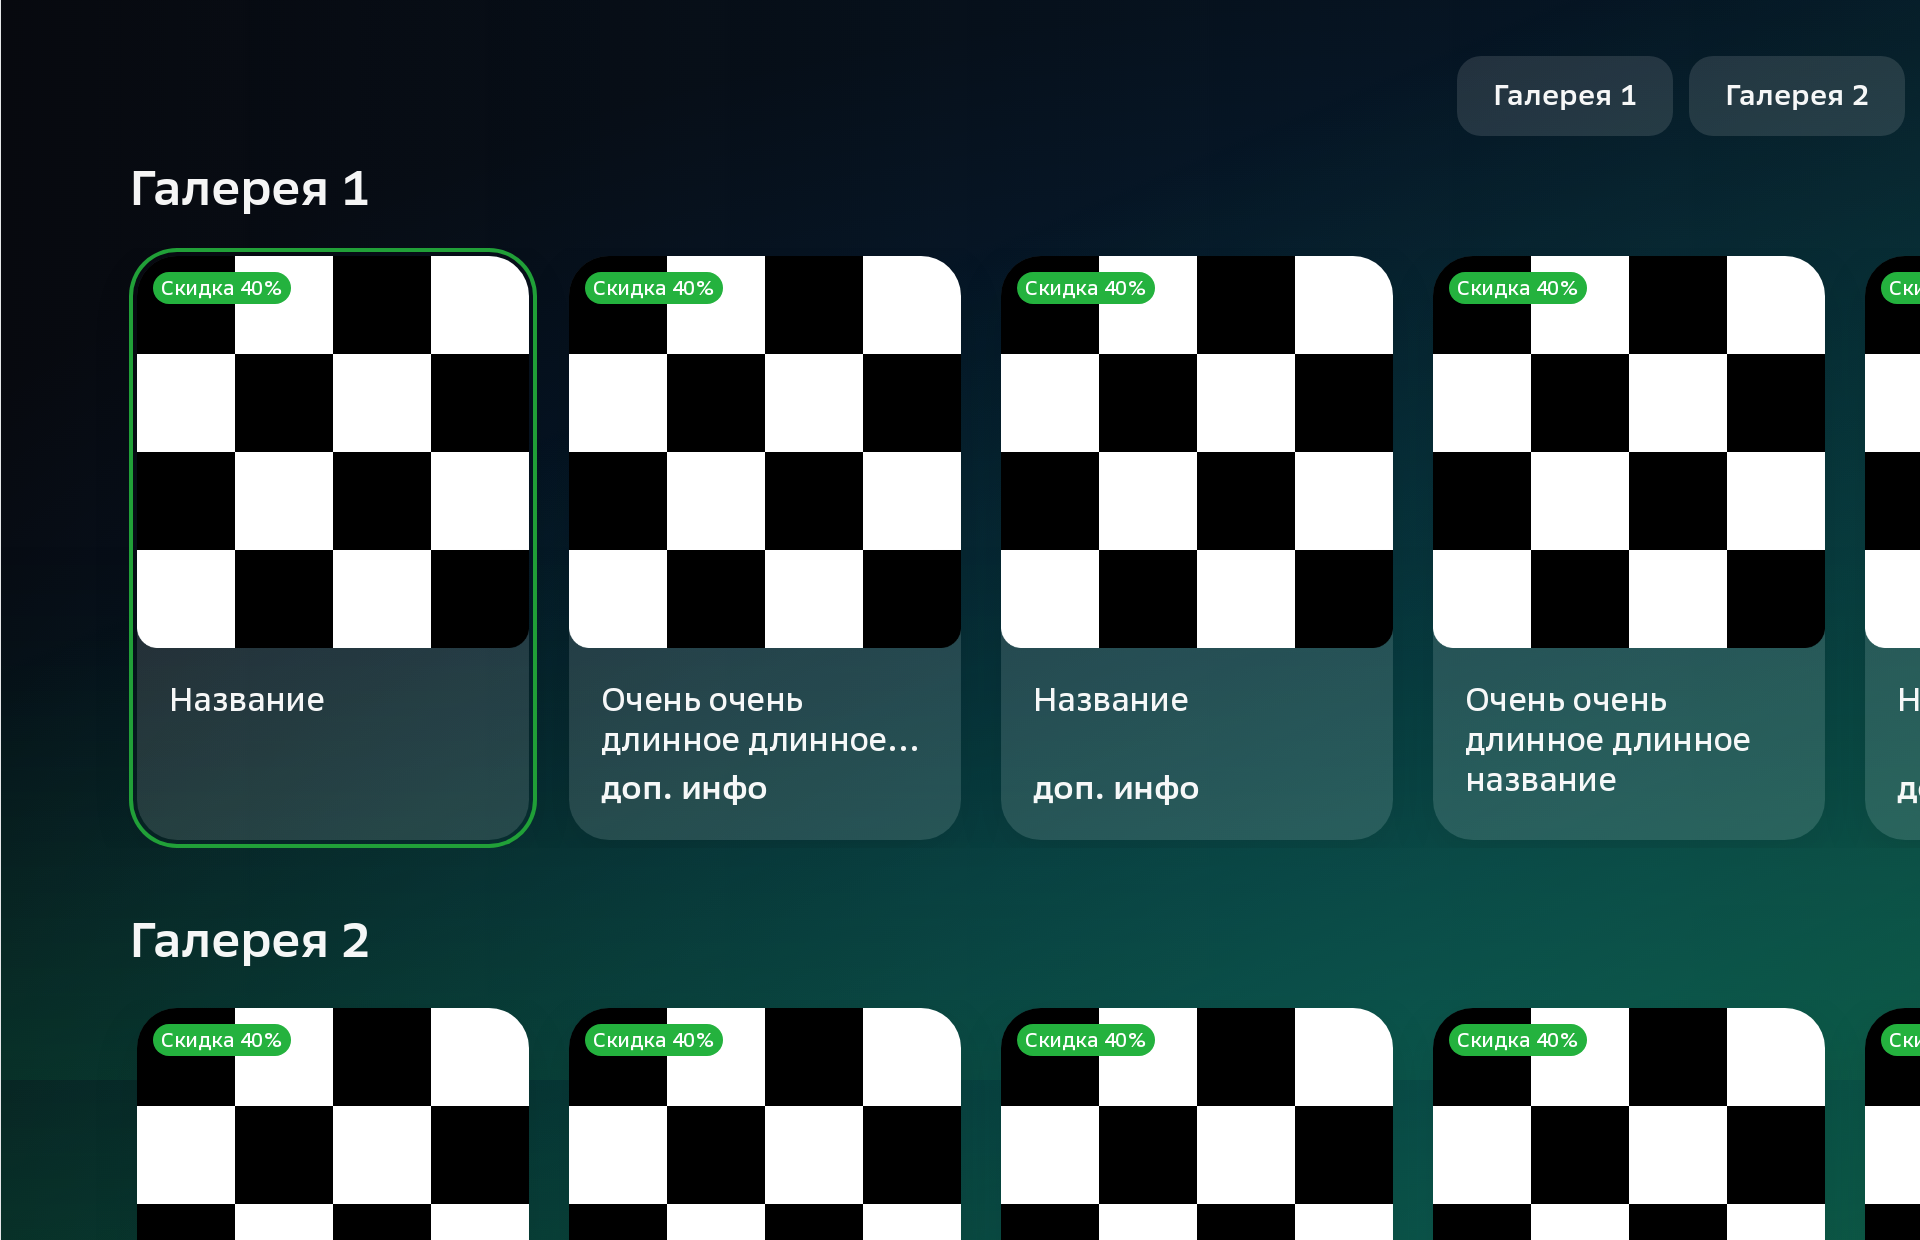 Галерея 1
Галерея 2
Галерея 1
Скидка 40%
Скидка 40%
Скидка 40%
Скидка 40%
Название
Очень очень
длинное длинное...
доп. инфо
Название
доп. инфо
Очень очень
длинное длинное
название
Галерея 2
Скидка 40%
Скидка 40%
Скидка 40%
Скидка 40%